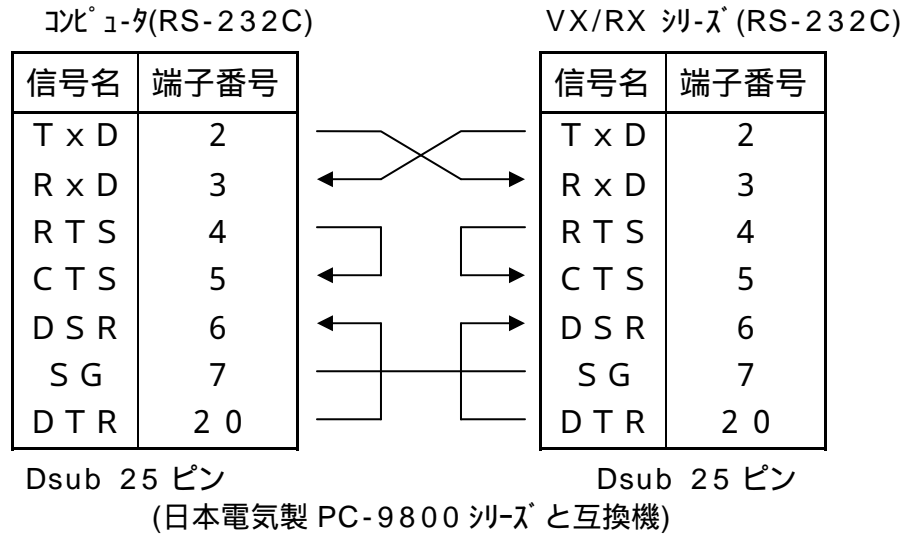 ｺﾝﾋﾟｭｰﾀ(RS-232C) VX/RX ｼﾘｰｽﾞ(RS-232C)
信号名 端子番号 信号名 端子番号
ＴｘＤ 2 ＴｘＤ 2
ＲｘＤ 3 ＲｘＤ 3
ＲＴＳ 4 ＲＴＳ 4
ＣＴＳ 5 ＣＴＳ 5
ＤＳＲ 6 ＤＳＲ 6
ＳＧ 7 ＳＧ 7
ＤＴＲ 20 ＤＴＲ 20
Dsub 25 ピン Dsub 25 ピン
(日本電気製 PC-9800 ｼﾘｰｽﾞと互換機)